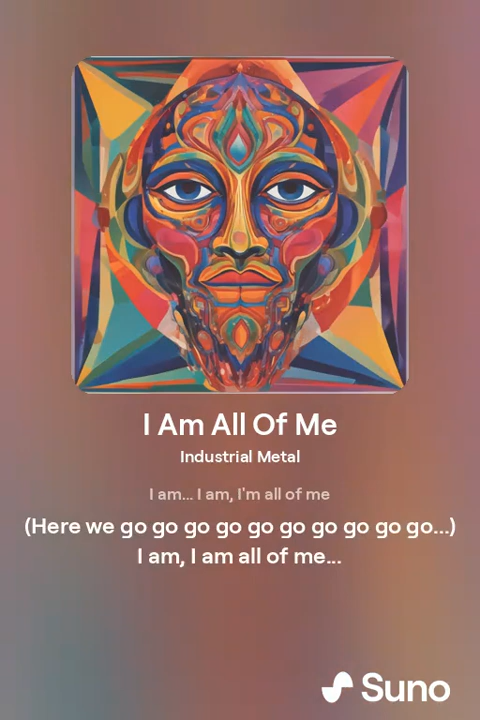 I Am All Of Me
Industrial Metal
I am... I am, I'm all of me
(Here we go go go go go go go go go go...)
I am, I am all of me...
Suno